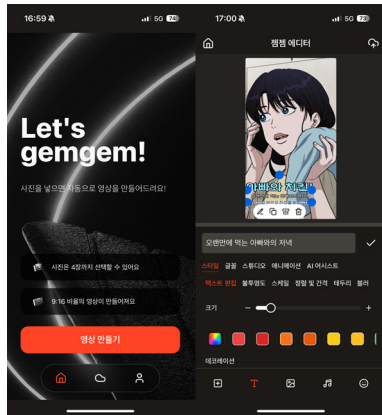 16:59
5G 74
Let's
gemgem!
사진을 넣으면 자동으로 영상을 만들어드려요!
사진은 4장까지 선택할 수 있어요
9:16 비율의 영상이 만들어져요
영상 만들기
17:00
5G 73
젬젬 에디터
아빠와 치킨
오랜만에 먹는 아빠와의 저녁
스타일 글꼴 스튜디오 애니메이션 AI 어시스트
텍스트 편집 불투명도 스케일 정렬 및 간격 테두리 블러
크기
데코레이션
T